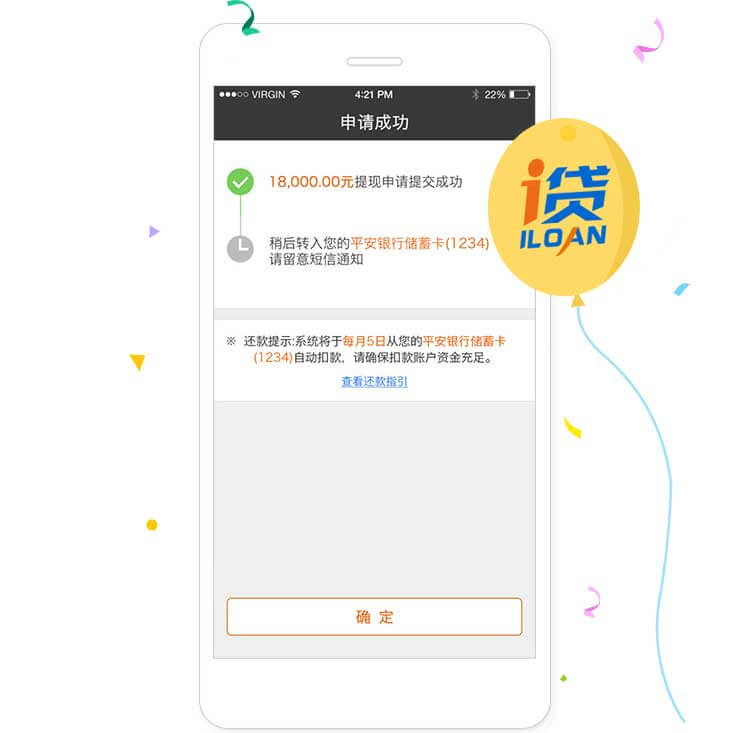 VIRGIN 4:21 PM 22%
申请成功
18,000.00元提现申请提交成功
稍后转入您的平安银行储蓄卡(1234)
请留意短信通知
i贷
ILOAN
※ 还款提示:系统将于每月5日从您的平安银行储蓄卡
(1234)自动扣款，请确保扣款账户资金充足。
查看还款指引
确 定